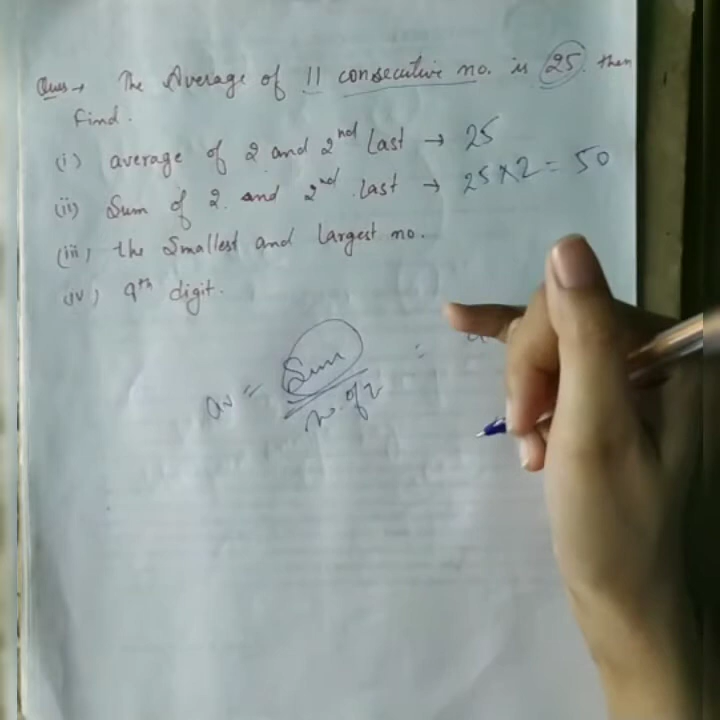 Ques → The Average of 11 consecutive no. is 25. then
find.
(i) average of 2 and 2nd last → 25
(ii) Sum of 2. and 2nd last → 25×2 = 50
(iii) the Smallest and largest no.
(iv) 9th digit.
av = Sum =
no. of